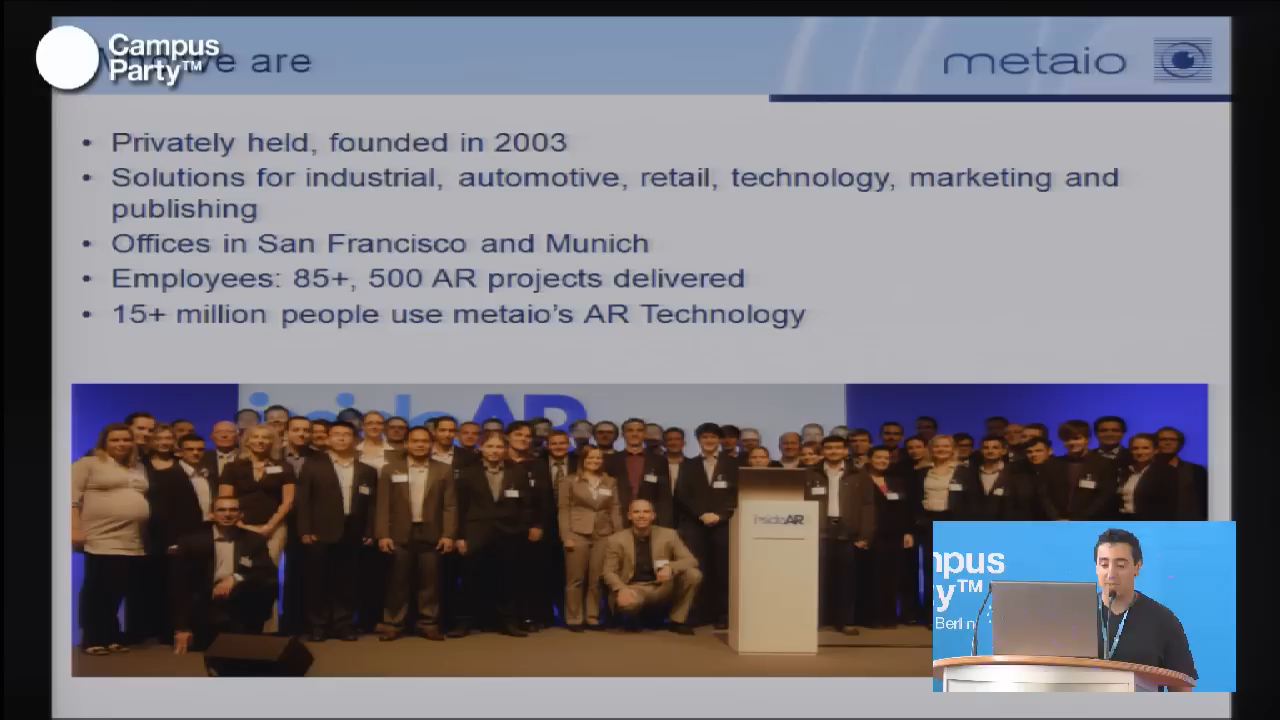 Campus
Party™
we are
metaio
• Privately held, founded in 2003
• Solutions for industrial, automotive, retail, technology, marketing and
publishing
• Offices in San Francisco and Munich
• Employees: 85+, 500 AR projects delivered
• 15+ million people use metaio's AR Technology
insideAR
insideAR
mpus
ty™
Berlin